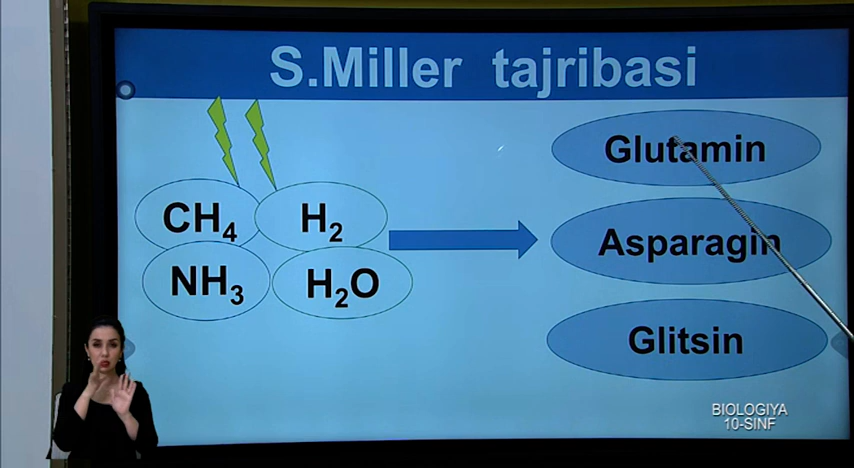 S.Miller tajribasi
CH₄ H₂
NH₃ H₂O
Glutamin
Asparagin
Glitsin
BIOLOGIYA
10-SINF